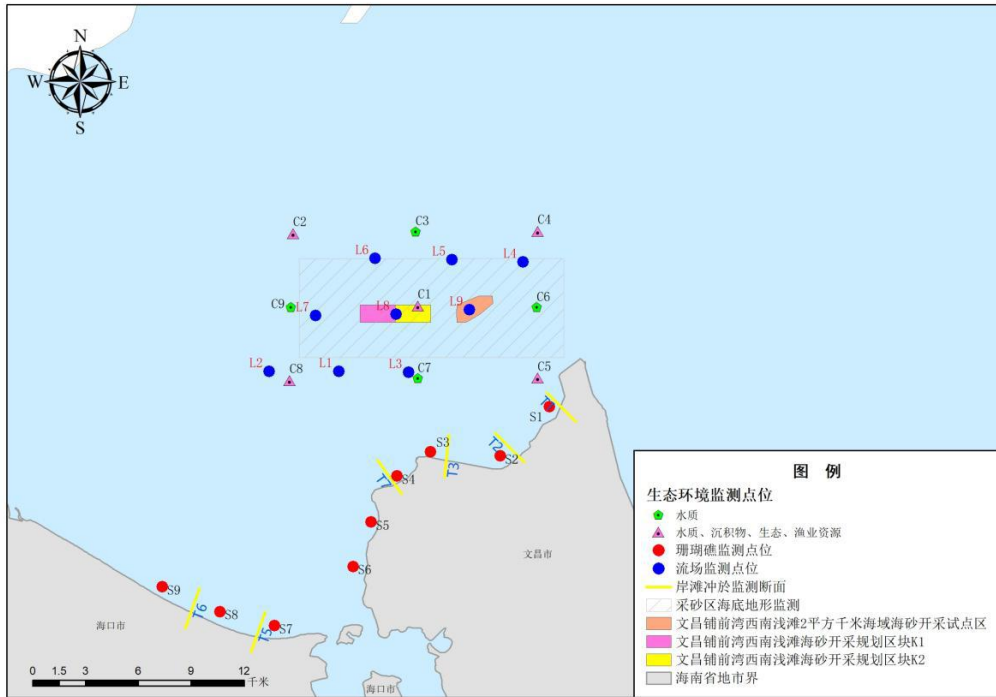 N
W E
S
C2
C3
C4
L6
L5
L4
C9
L7
L8
C1
L9
C6
L2
C8
L1
L3
C7
C5
S1
S3
T2
S2
T3
S4
S5
S6
文昌市
S9
T6
S8
T5
S7
海口市
海口市
0 1.5 3 6 9 12
千米
图 例
生态环境监测点位
水质
水质、沉积物、生态、渔业资源
珊瑚礁监测点位
流场监测点位
岸滩冲於监测断面
采砂区海底地形监测
文昌铺前湾西南浅滩2平方千米海域海砂开采试点区
文昌铺前湾西南浅滩海砂开采规划区块K1
文昌铺前湾西南浅滩海砂开采规划区块K2
海南省地市界